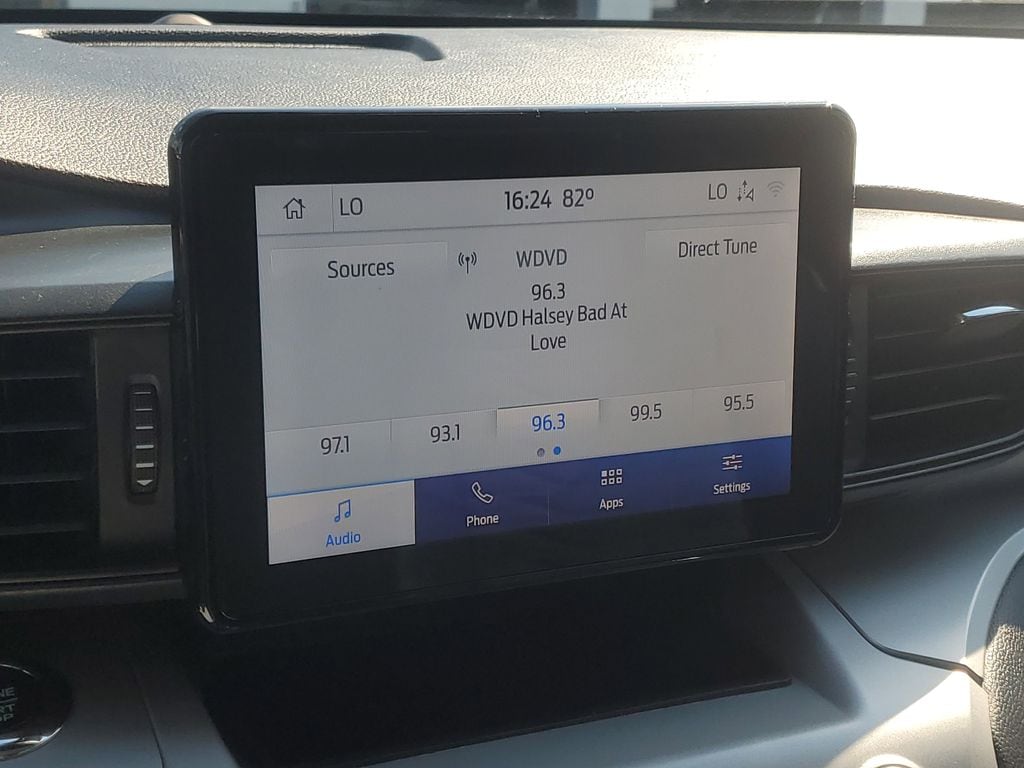 LO
16:24 82º
LO
Sources
WDVD
Direct Tune
96.3
WDVD Halsey Bad At
Love
97.1
93.1
96.3
99.5
95.5
Audio
Phone
Apps
Settings